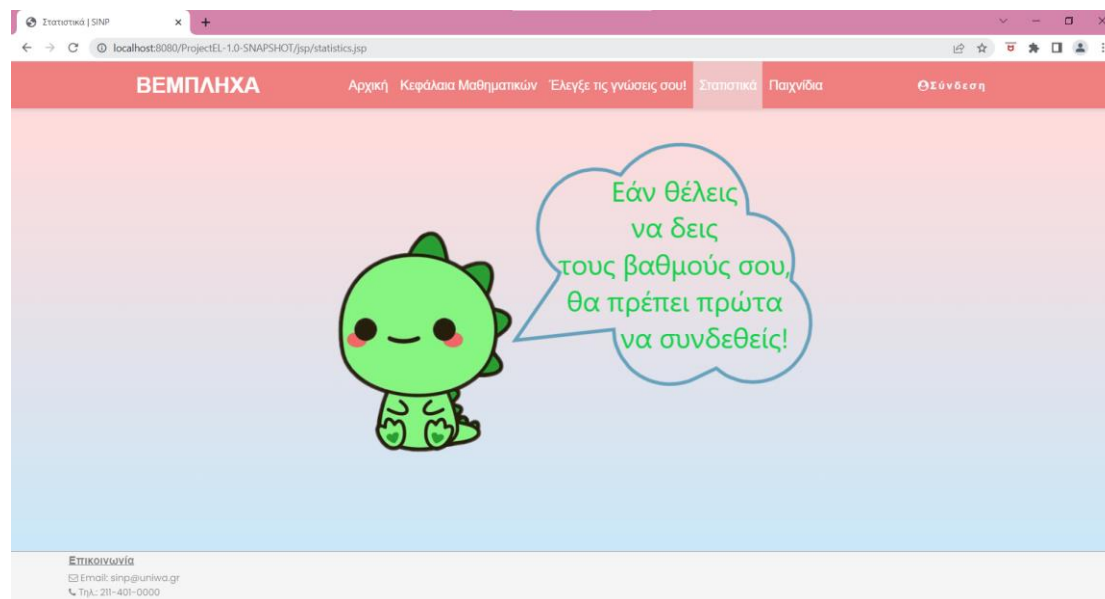 Στατιστικά | SINP
localhost:8080/ProjectEL-1.0-SNAPSHOT/jsp/statistics.jsp
ΒΕΜΠΛΗΧΑ Αρχική Κεφάλαια Μαθηματικών Έλεγξε τις γνώσεις σου! Στατιστικά Παιχνίδια Σύνδεση
Εάν θέλεις
να δεις
τους βαθμούς σου,
θα πρέπει πρώτα
να συνδεθείς!
Επικοινωνία
Email: sinp@uniwa.gr
Τηλ.: 211-401-0000